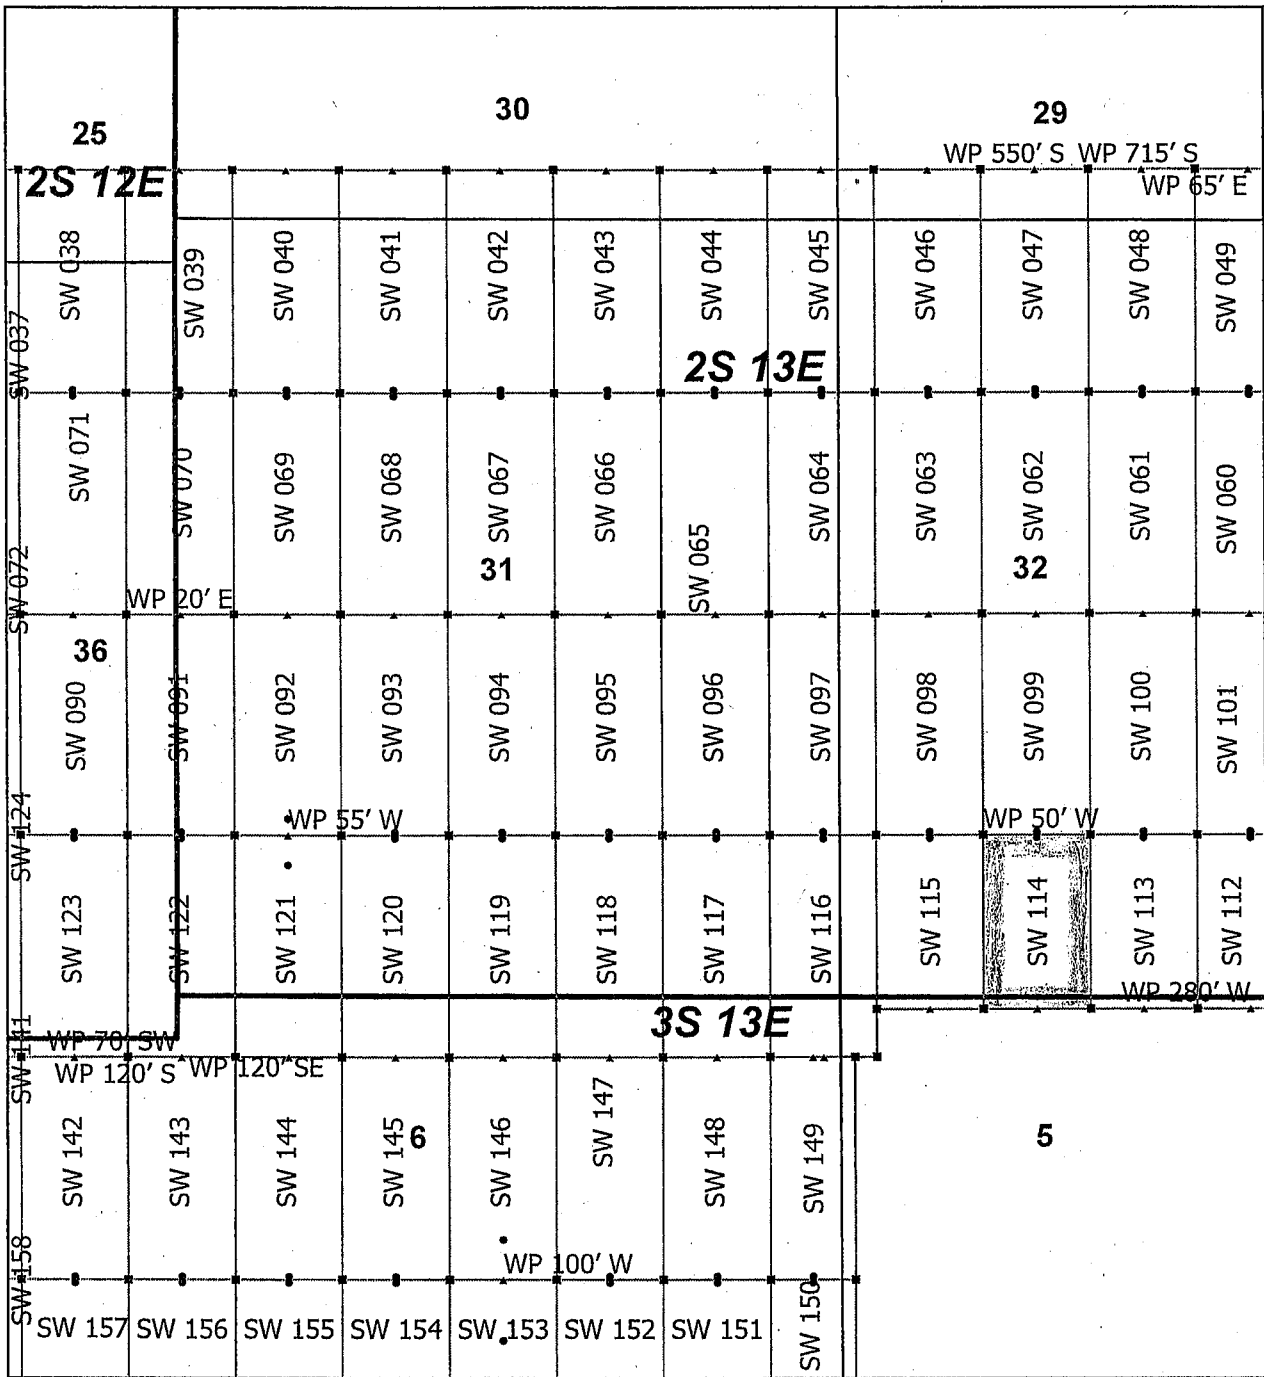 30
29
25
WP 550' S WP 715' S
2S 12E
WP 65' E
SW 037
SW 038
SW 039
SW 040
SW 041
SW 042
SW 043
SW 044
SW 045
SW 046
SW 047
SW 048
SW 049
2S 13E
SW 072
SW 071
SW 070
SW 069
SW 068
SW 067
SW 066
SW 065
SW 064
SW 063
SW 062
SW 061
SW 060
31
32
WP 20' E
36
SW 124
SW 090
SW 091
SW 092
SW 093
SW 094
SW 095
SW 096
SW 097
SW 098
SW 099
SW 100
SW 101
WP 55' W
WP 50' W
SW 123
SW 122
SW 121
SW 120
SW 119
SW 118
SW 117
SW 116
SW 115
SW 114
SW 113
SW 112
WP 280' W
3S 13E
SW 141
WP 70' SW
WP 120' S
WP 120' SE
SW 142
SW 143
SW 144
SW 145
6
SW 146
SW 147
SW 148
SW 149
5
SW 158
WP 100' W
SW 157
SW 156
SW 155
SW 154
SW 153
SW 152
SW 151
SW 150